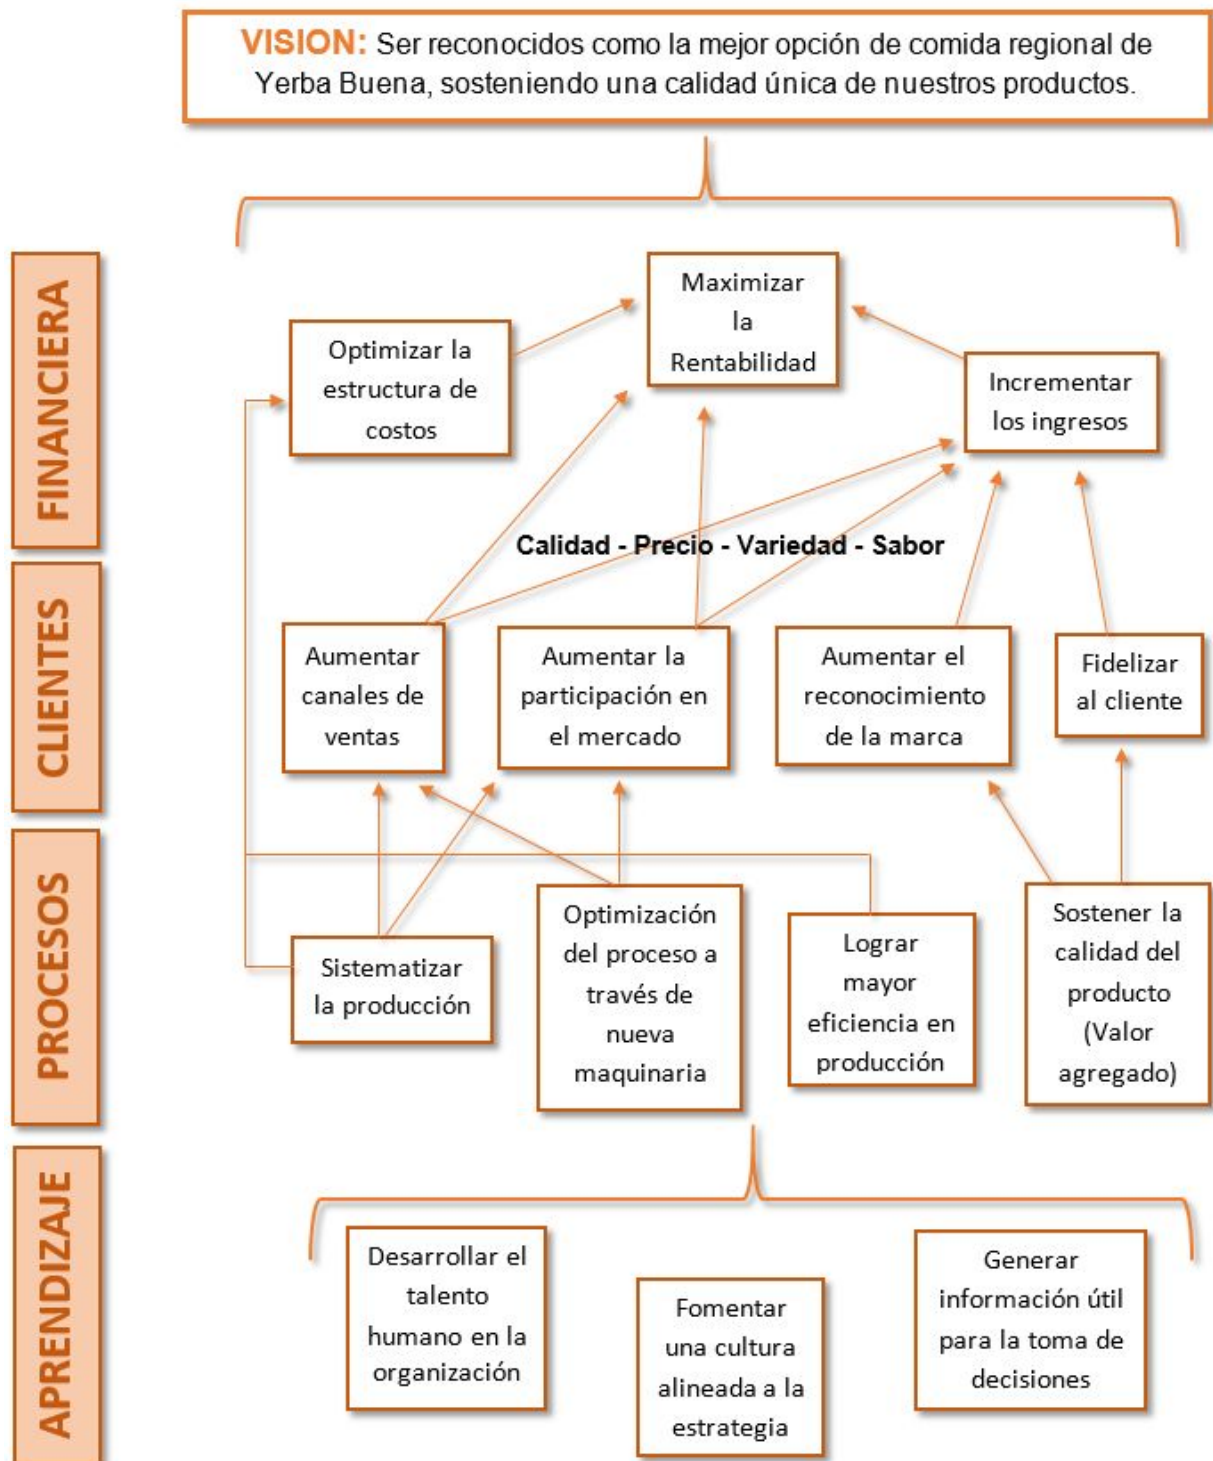 VISION: Ser reconocidos como la mejor opción de comida regional de
Yerba Buena, sosteniendo una calidad única de nuestros productos.
FINANCIERA
Maximizar
la
Rentabilidad
Optimizar la
estructura de
costos
Incrementar
los ingresos
Calidad - Precio - Variedad - Sabor
CLIENTES
Aumentar
canales de
ventas
Aumentar la
participación en
el mercado
Aumentar el
reconocimiento
de la marca
Fidelizar
al cliente
PROCESOS
Sistematizar
la producción
Optimización
del proceso a
través de
nueva
maquinaria
Lograr
mayor
eficiencia en
producción
Sostener la
calidad del
producto
(Valor
agregado)
APRENDIZAJE
Desarrollar el
talento
humano en la
organización
Fomentar
una cultura
alineada a la
estrategia
Generar
información útil
para la toma de
decisiones